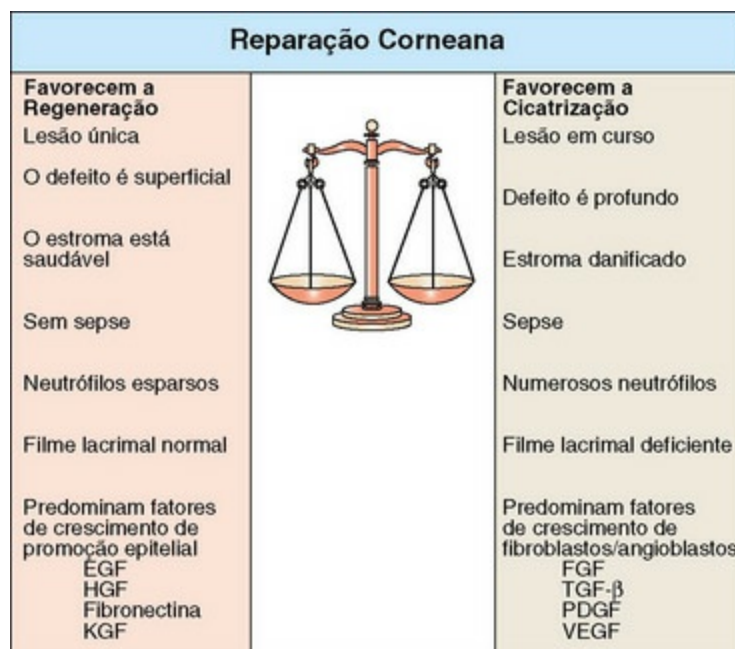 Reparação Corneana
Favorecem a
Regeneração
Lesão única
O defeito é superficial
O estroma está
saudável
Sem sepse
Neutrófilos esparsos
Filme lacrimal normal
Predominam fatores
de crescimento de
promoção epitelial
EGF
HGF
Fibronectina
KGF
Favorecem a
Cicatrização
Lesão em curso
Defeito é profundo
Estroma danificado
Sepse
Numerosos neutrófilos
Filme lacrimal deficiente
Predominam fatores
de crescimento de
fibroblastos/angioblastos
FGF
TGF-β
PDGF
VEGF